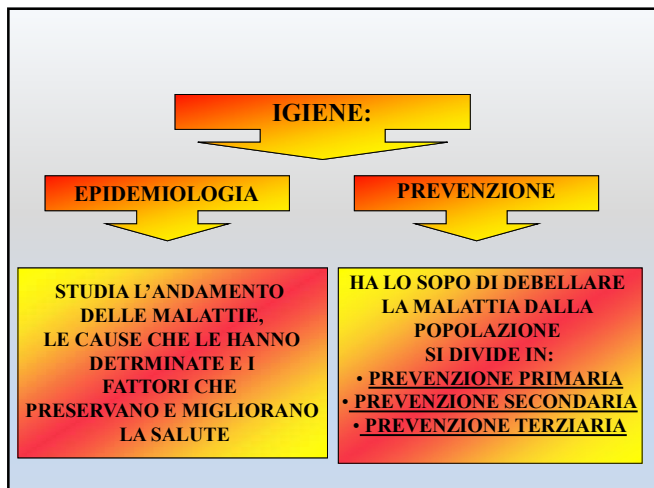 IGIENE:
EPIDEMIOLOGIA
PREVENZIONE
STUDIA L'ANDAMENTO
DELLE MALATTIE,
LE CAUSE CHE LE HANNO
DETRMINATE E I
FATTORI CHE
PRESERVANO E MIGLIORANO
LA SALUTE
HA LO SOPO DI DEBELLARE
LA MALATTIA DALLA
POPOLAZIONE
SI DIVIDE IN:
• PREVENZIONE PRIMARIA
• PREVENZIONE SECONDARIA
• PREVENZIONE TERZIARIA